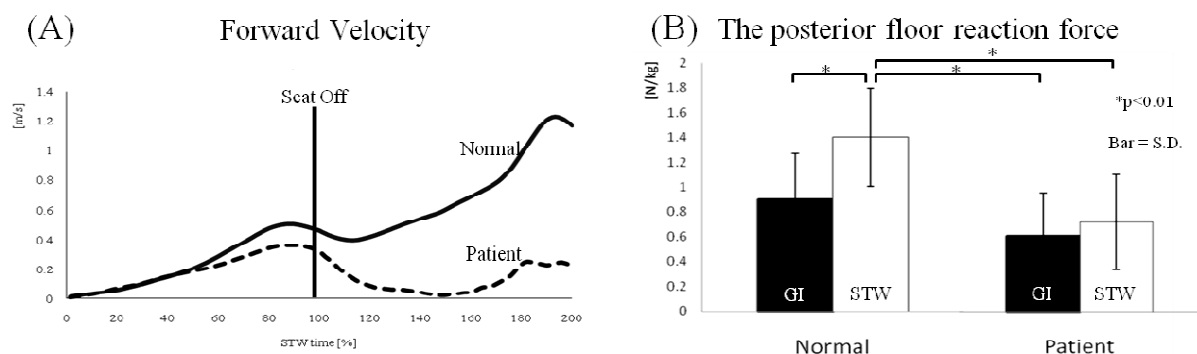 (A) Forward Velocity
[m/s]
1.4
1.2
1
0.8
0.6
0.4
0.2
0
Seat Off
Normal
Patient
0 20 40 60 80 100 120 140 160 180 200
STW time [%]
(B) The posterior floor reaction force
[N/kg]
2
1.8
1.6
1.4
1.2
1
0.8
0.6
0.4
0.2
0
*
*
*
*p<0.01
Bar = S.D.
GI STW GI STW
Normal Patient